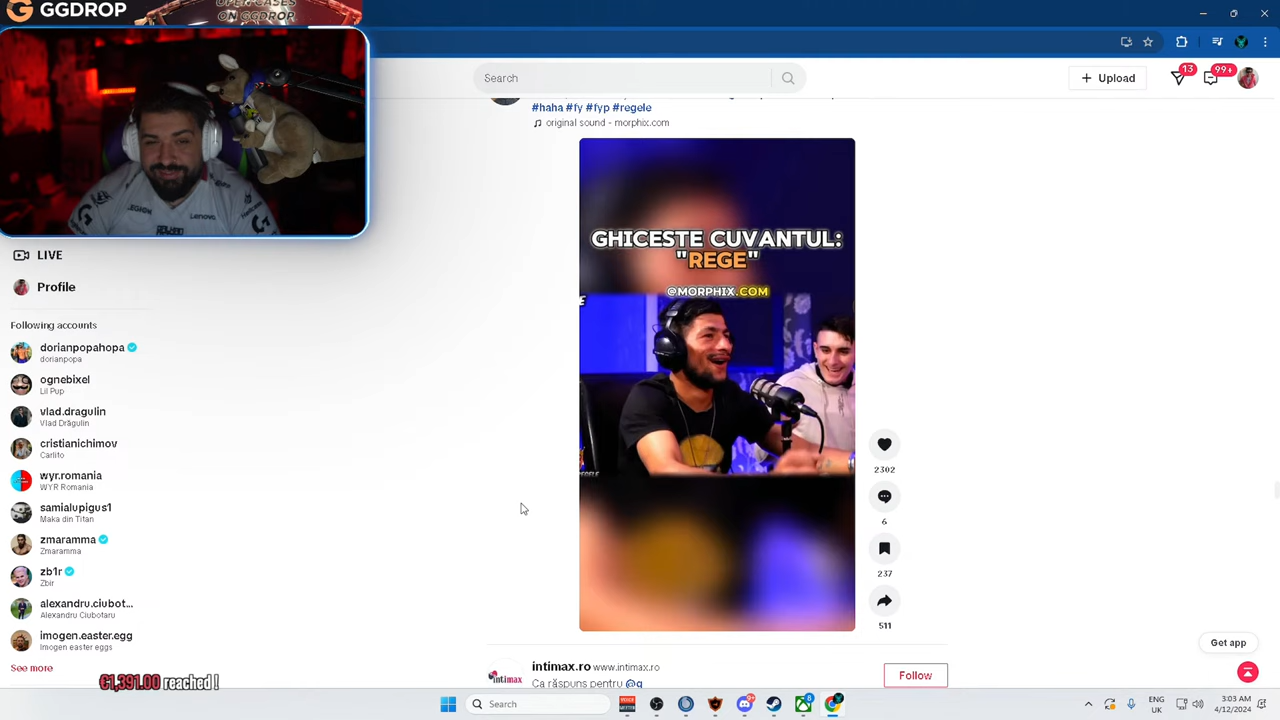 GGDROP
OPEN CASES
ON GGDROP
Search
Upload
13
99+
#haha #fy #fyp #regele
original sound - morphix.com
GHICESTE CUVANTUL:
"REGE"
@MORPHIX.COM
LIVE
Profile
Following accounts
dorianpopahopa
dorianpopa
ognebixel
Lil Pup
vlad.dragulin
Vlad Drăgulin
cristianichimov
Carlito
wyr.romania
WYR Romania
samialupigus1
Maka din Titan
zmaramma
Zmaramma
zb1r
Zbir
alexandru.ciubot...
Alexandru Ciubotaru
imogen.easter.egg
Imogen easter eggs
See more
€1,391.00 reached !
2302
6
237
511
Get app
intimax.ro www.intimax.ro
Ca răspuns pentru @g
Follow
Lenovo
Search
ENG
UK
3:03 AM
4/12/2024